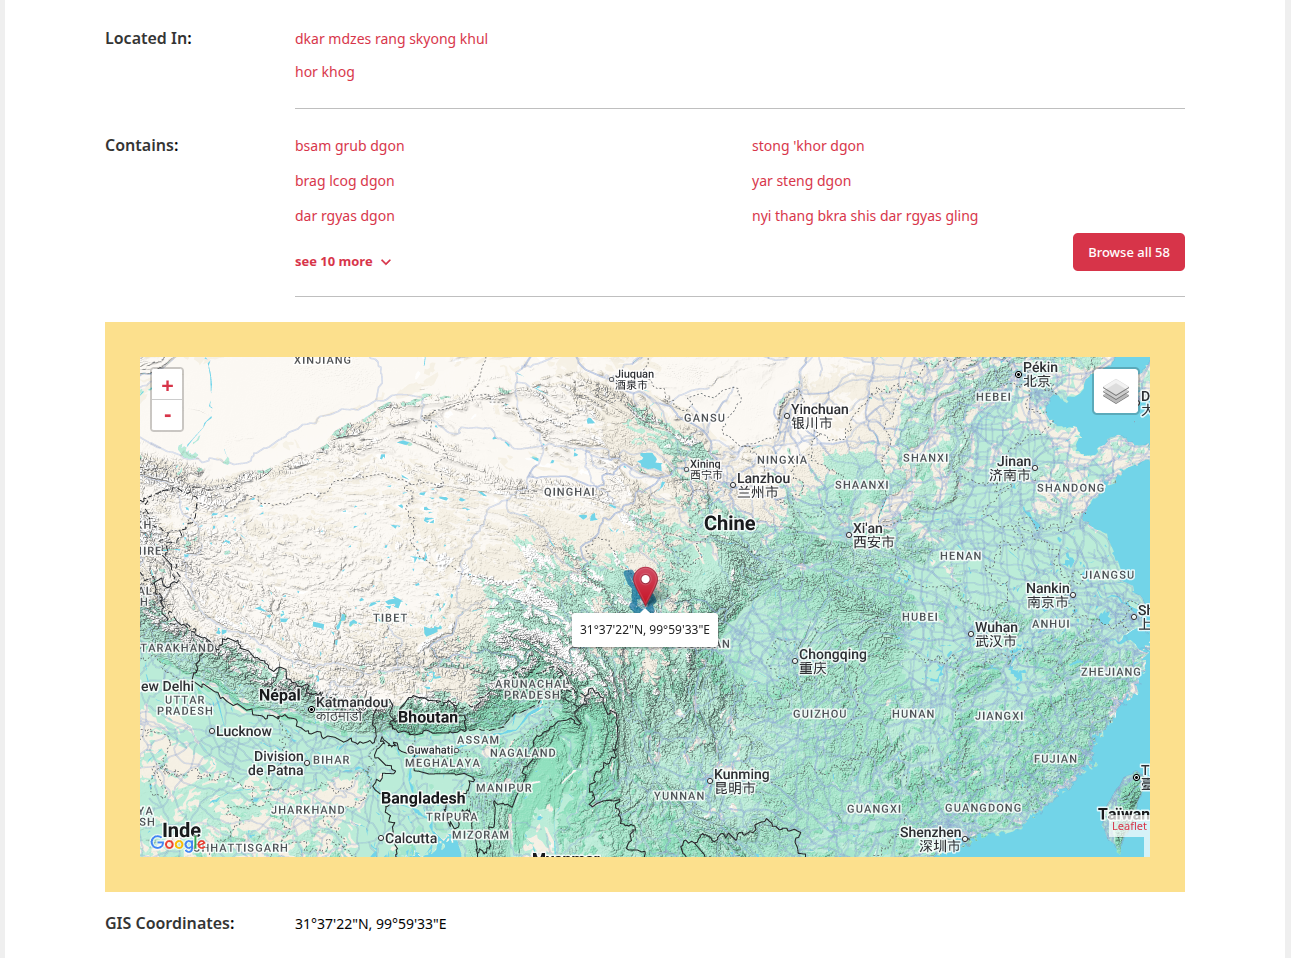 Located In:
dkar mdzes rang skyong khul
hor khog
Contains:
bsam grub dgon
stong 'khor dgon
brag lcog dgon
yar steng dgon
dar rgyas dgon
nyi thang bkra shis dar rgyas gling
see 10 more
Browse all 58
+
-
XINJIANG
Jiuquan
酒泉市
Pékin
北京
HEBEI
GANSU
Yinchuan
银川市
NINGXIA
SHANXI
Xining
西宁市
Lanzhou
兰州市
Jinan
济南市
QINGHAI
SHAANXI
SHANDONG
Chine
Xi'an
西安市
HENAN
JIANGSU
Nankin
南京市
TIBET
31°37'22"N, 99°59'33"E
HUBEI
ANHUI
Wuhan
武汉市
TARAKHAND
AN
Chongqing
重庆
ZHEJIANG
ew Delhi
UTTAR
PRADESH
Népal
Katmandou
ARUNACHAL
PRADESH
Bhoutan
GUIZHOU
HUNAN
JIANGXI
Lucknow
ASSAM
Guwahati
NAGALAND
MEGHALAYA
Division
de Patna
BIHAR
FUJIAN
Kunming
昆明市
MANIPUR
YUNNAN
Bangladesh
JHARKHAND
TRIPURA
GUANGXI
GUANGDONG
Taïwan
Inde
Calcutta
MIZORAM
Shenzhen
深圳市
Leaflet
Google
HHATTISGARH
GIS Coordinates:
31°37'22"N, 99°59'33"E